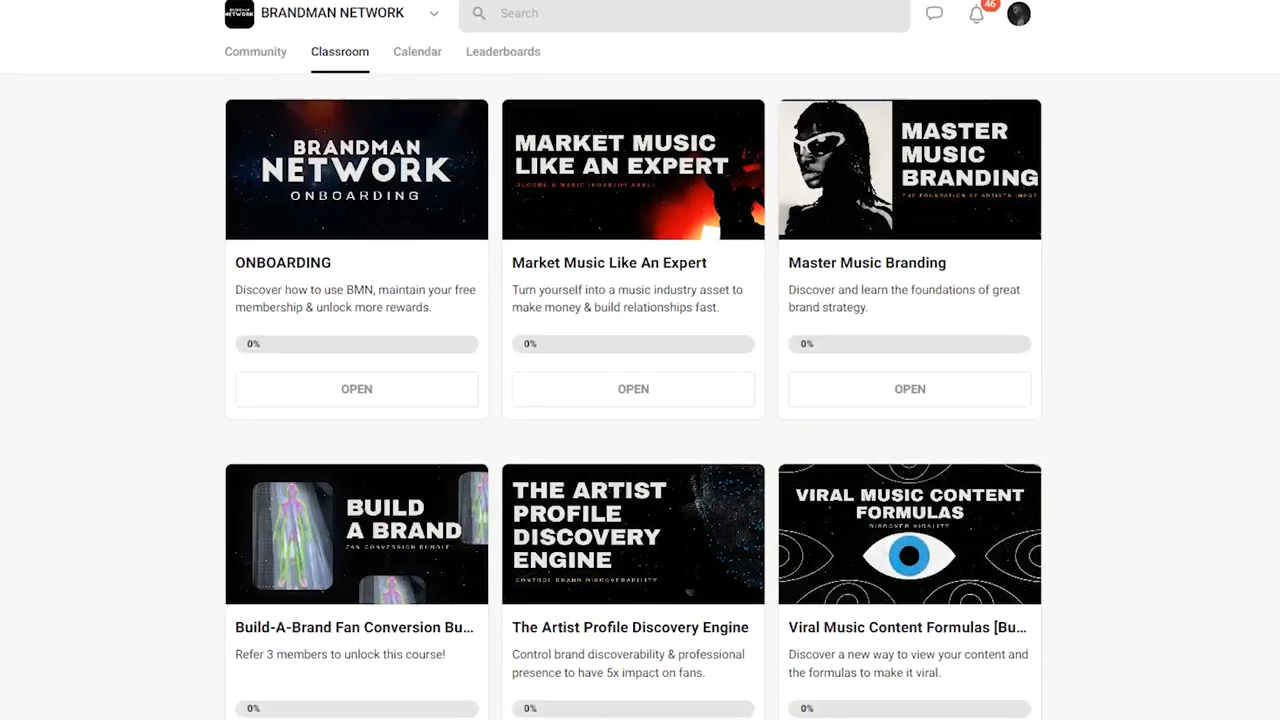 BRANDMAN NETWORK
BRANDMAN NETWORK
Search
46
Community
Classroom
Calendar
Leaderboards
BRANDMAN
NETWORK
ONBOARDING
ONBOARDING
Discover how to use BMN, maintain your free
membership & unlock more rewards.
0%
OPEN
MARKET MUSIC
LIKE AN EXPERT
BECOME A MUSIC INDUSTRY ASSET
Market Music Like An Expert
Turn yourself into a music industry asset to
make money & build relationships fast.
0%
OPEN
MASTER
MUSIC
BRANDING
THE FOUNDATION OF ARTISTS IMAGE
Master Music Branding
Discover and learn the foundations of great
brand strategy.
0%
OPEN
BUILD
A BRAND
FAN CONVERSION BUNDLE
Build-A-Brand Fan Conversion Bu...
Refer 3 members to unlock this course!
0%
THE ARTIST
PROFILE
DISCOVERY
ENGINE
CONTROL BRAND DISCOVERABILITY
The Artist Profile Discovery Engine
Control brand discoverability & professional
presence to have 5x impact on fans.
0%
VIRAL MUSIC CONTENT
FORMULAS
DISCOVER VIRALITY
Viral Music Content Formulas [Bu...
Discover a new way to view your content and
the formulas to make it viral.
0%